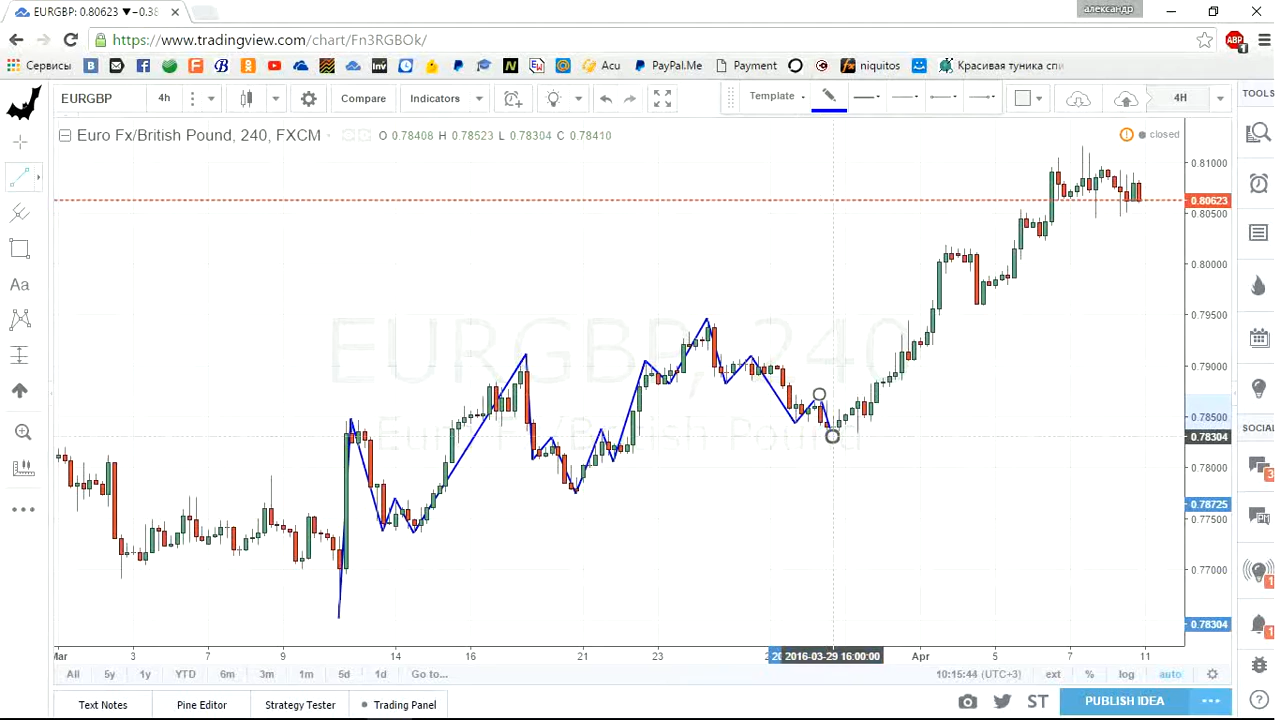 EURGBP: 0.80623 ▼−0.38
александр
https://www.tradingview.com/chart/Fn3RGBOk/
Сервисы Acu PayPal.Me Payment niquitos Красивая туника спи
EURGBP 4h Compare Indicators Template 4H TOOLS
Euro Fx/British Pound, 240, FXCM O 0.78408 H 0.78523 L 0.78304 C 0.78410 closed
0.81000
0.80623
0.80500
0.80000
0.79500
EURGBP, 240
0.79000
0.78500
Euro Fx/British Pound
SOCIAL
0.78304
0.78000
0.78725
0.77500
0.77000
0.78304
Mar 3 7 9 14 16 21 23 2016-03-29 16:00:00 Apr 5 7 11
All 5y 1y YTD 6m 3m 1m 5d 1d Go to... 10:15:44 (UTC+3) ext % log auto
Text Notes Pine Editor Strategy Tester Trading Panel ST PUBLISH IDEA